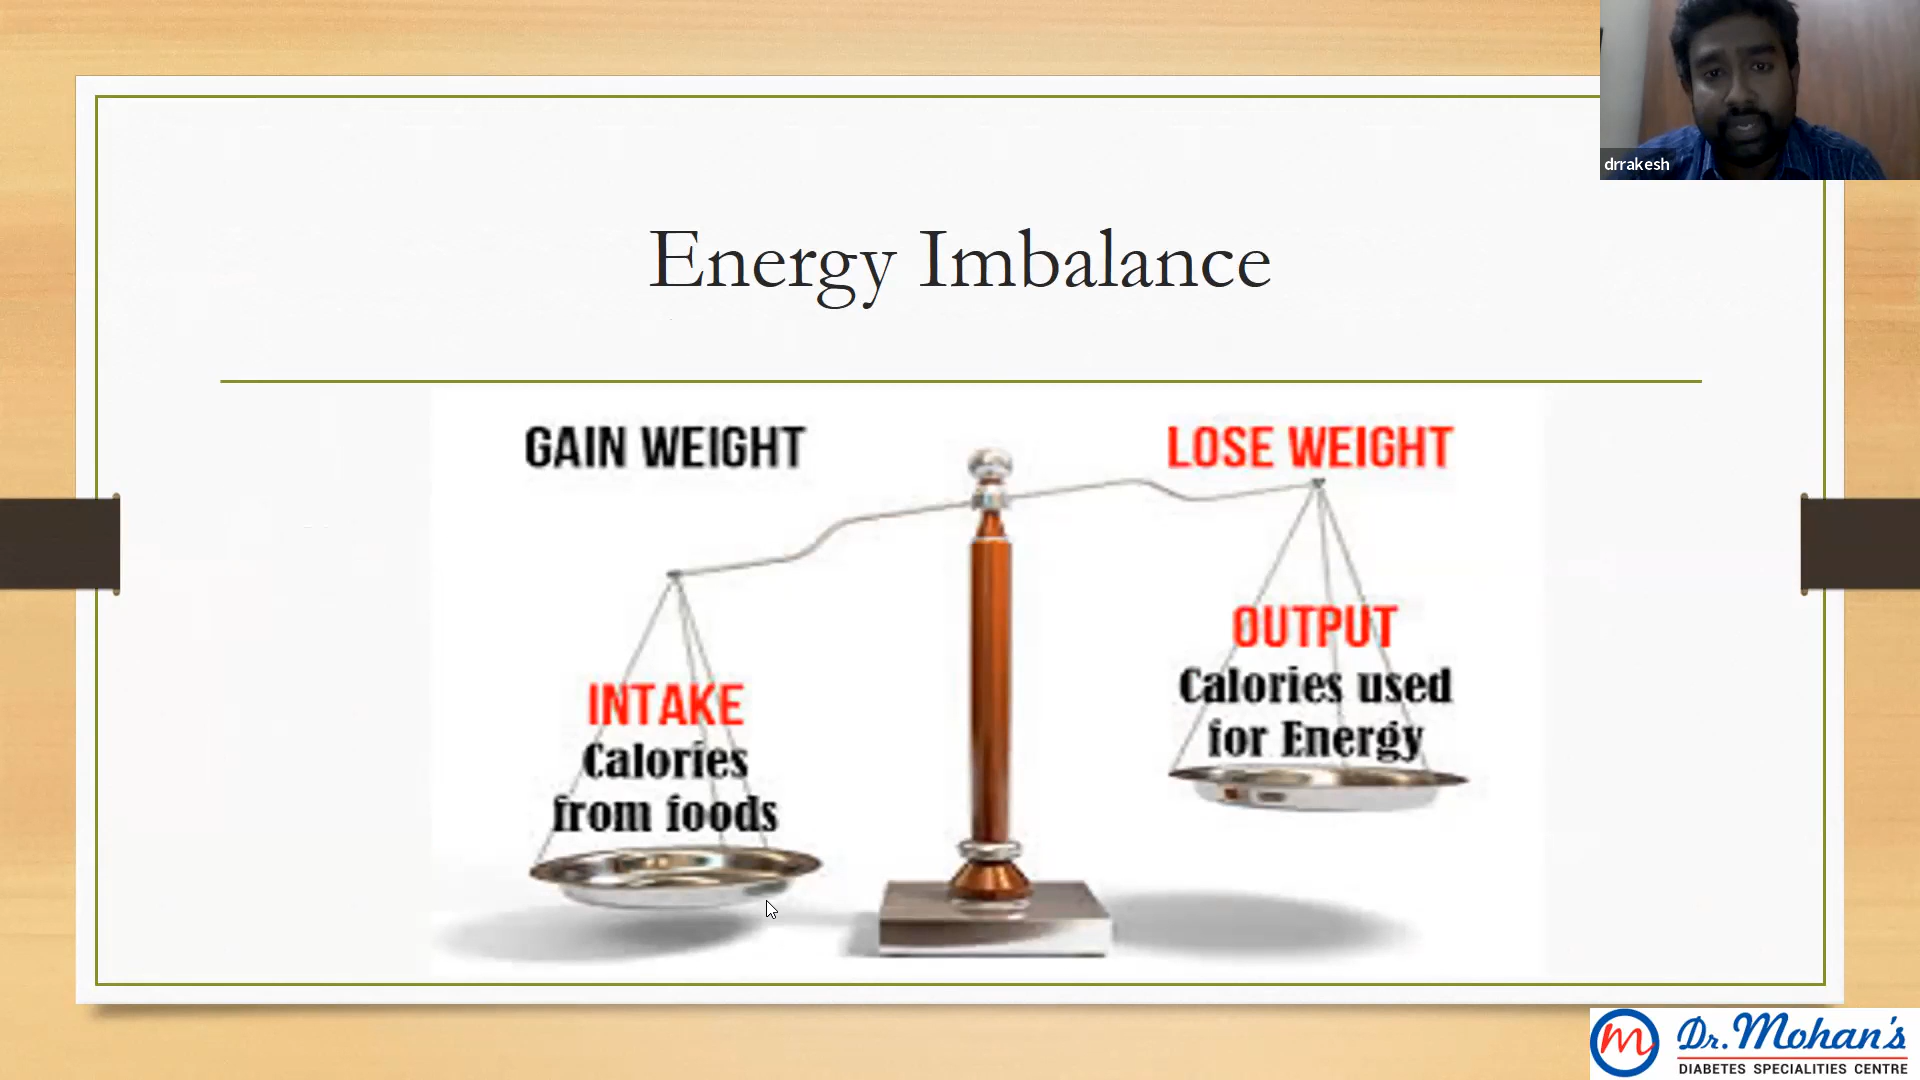 drrakesh
Energy Imbalance
GAIN WEIGHT
LOSE WEIGHT
INTAKE
Calories
from foods
OUTPUT
Calories used
for Energy
m
Dr. Mohan's
DIABETES SPECIALITIES CENTRE